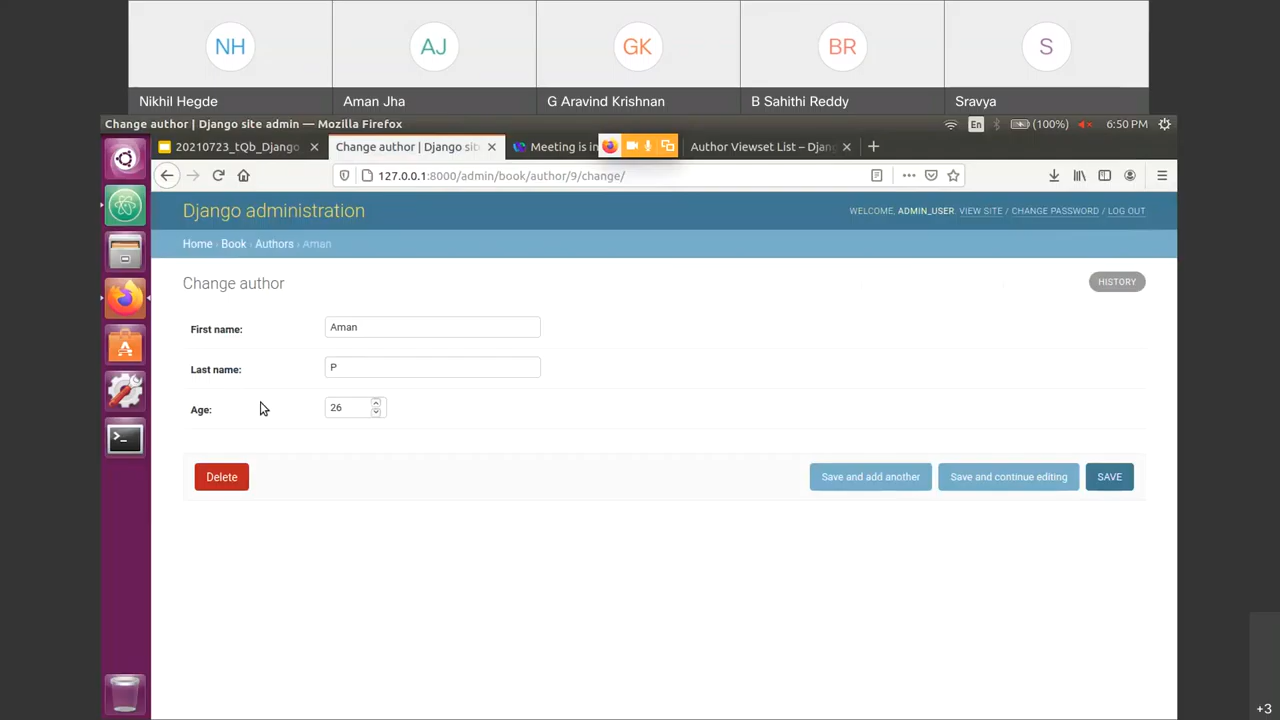 NH AJ GK BR S
Nikhil Hegde Aman Jha G Aravind Krishnan B Sahithi Reddy Sravya
Change author | Django site admin — Mozilla Firefox En (100%) 6:50 PM
20210723_tQb_Django Change author | Django sit Meeting is in Author Viewset List – Djan
127.0.0.1:8000/admin/book/author/9/change/
Django administration WELCOME, ADMIN_USER. VIEW SITE / CHANGE PASSWORD / LOG OUT
Home › Book › Authors › Aman
Change author HISTORY
First name: Aman
Last name: P
Age: 26
Delete Save and add another Save and continue editing SAVE
+3